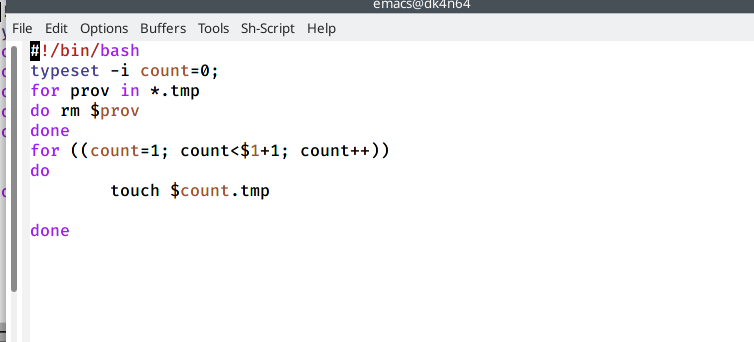 emacs@dk4n64
File Edit Options Buffers Tools Sh-Script Help
#!/bin/bash
typeset -i count=0;
for prov in *.tmp
do rm $prov
done
for ((count=1; count<$1+1; count++))
do
        touch $count.tmp
done